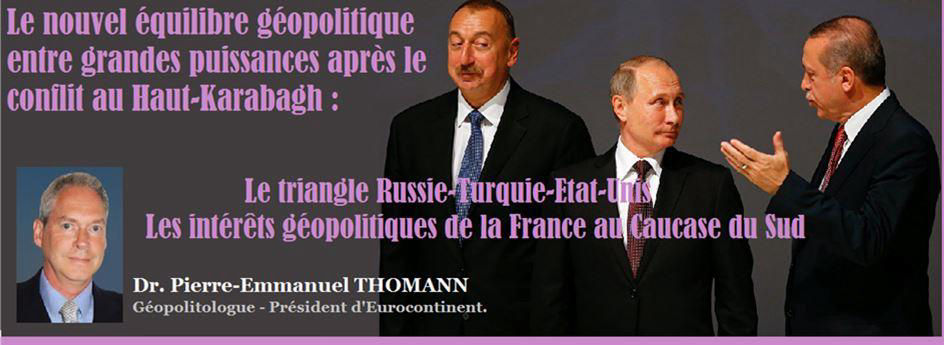 Le nouvel équilibre géopolitique
entre grandes puissances après le
conflit au Haut-Karabagh :
Le triangle Russie-Turquie-Etat-Unis
Les intérêts géopolitiques de la France au Caucase du Sud
Dr. Pierre-Emmanuel THOMANN
Géopolitologue - Président d'Eurocontinent.